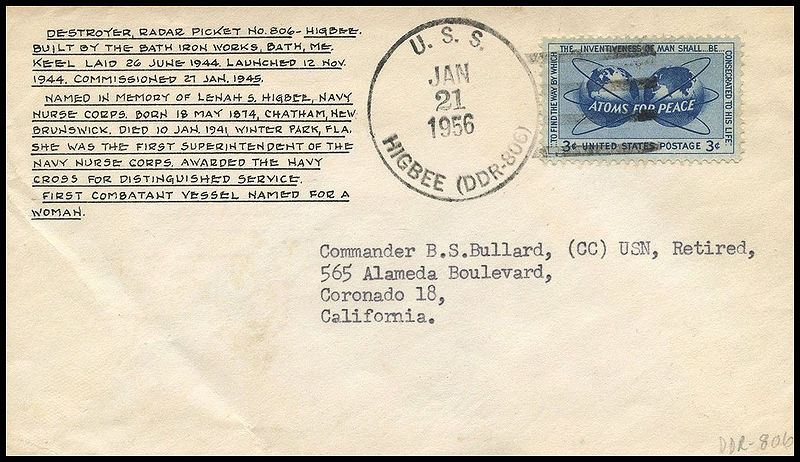 DESTROYER, RADAR PICKET NO. 806- HIGBEE.
BUILT BY THE BATH IRON WORKS, BATH, ME.
KEEL LAID 26 JUNE 1944. LAUNCHED 12 NOV.
1944. COMMISSIONED 27 JAN, 1945.
NAMED IN MEMORY OF LENAH S. HIGBEE, NAVY
NURSE CORPS. BORN 18 MAY 1874, CHATHAM, NEW
BRUNSWICK. DIED 10 JAN. 1941 WINTER PARK, FLA.
SHE WAS THE FIRST SUPERINTENDENT OF THE
NAVY NURSE CORPS. AWARDED THE NAVY
CROSS FOR DISTINGUISHED SERVICE.
FIRST COMBATANT VESSEL NAMED FOR A
WOMAN.
U. S. S.
JAN
21
1956
HIGBEE (DDR-806)
"TO FIND THE WAY BY WHICH
THE INVENTIVENESS OF MAN SHALL BE
CONSECRATED TO HIS LIFE"
ATOMS FOR PEACE
3¢ UNITED STATES POSTAGE 3¢
Commander B.S.Bullard, (CC) USN, Retired,
565 Alameda Boulevard,
Coronado 18,
California.
DDR-806